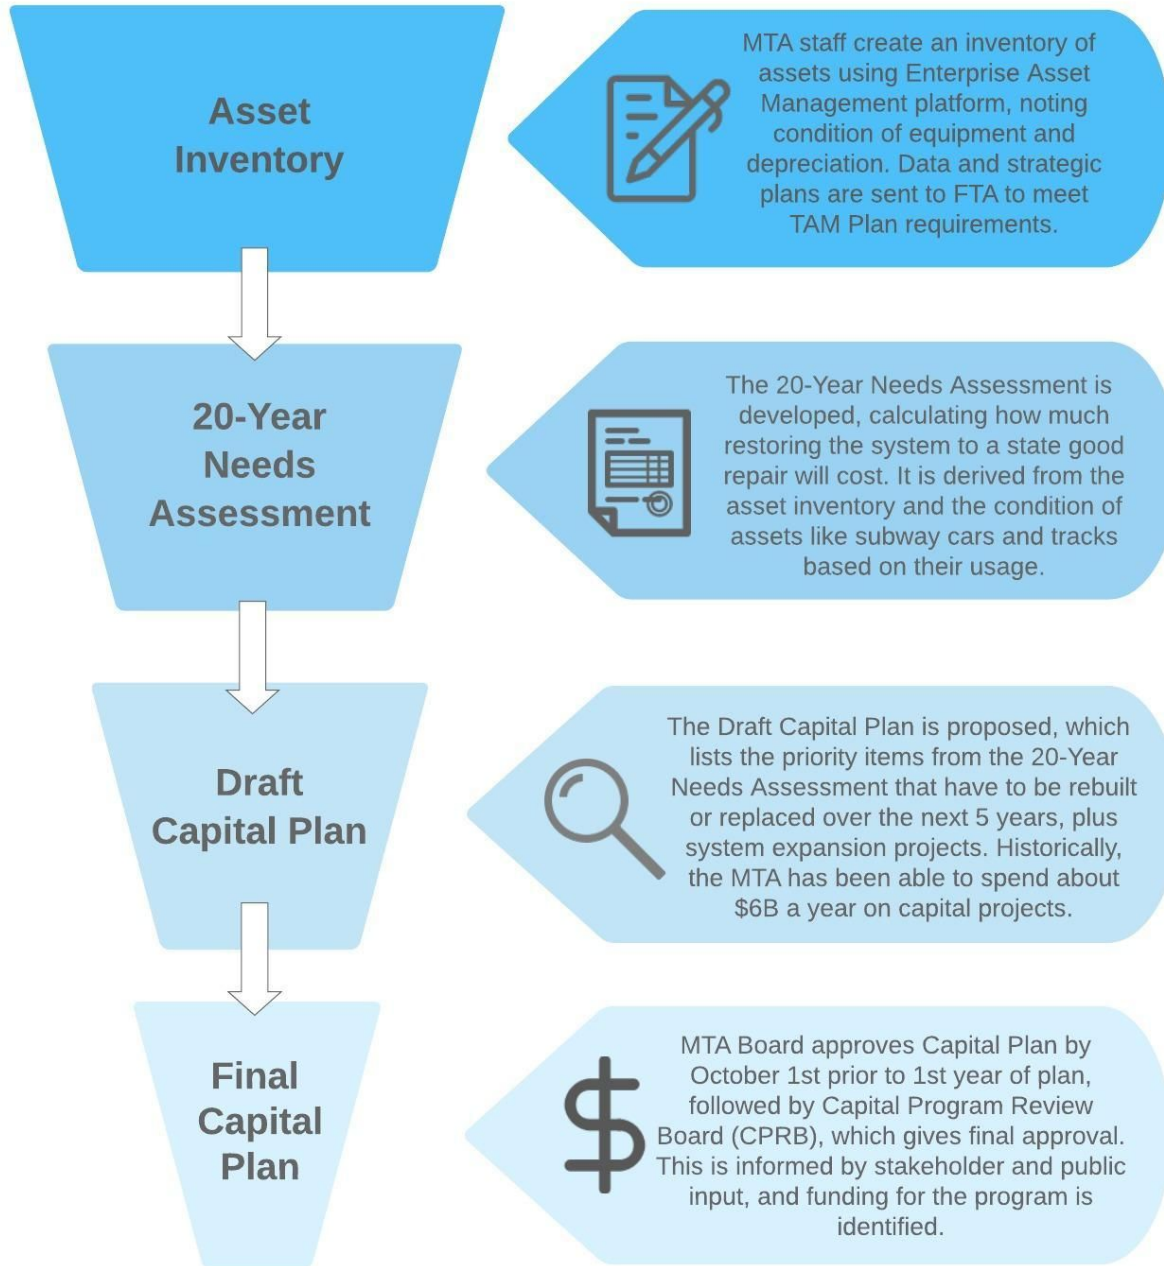 Asset
Inventory
MTA staff create an inventory of
assets using Enterprise Asset
Management platform, noting
condition of equipment and
depreciation. Data and strategic
plans are sent to FTA to meet
TAM Plan requirements.
20-Year
Needs
Assessment
The 20-Year Needs Assessment is
developed, calculating how much
restoring the system to a state good
repair will cost. It is derived from the
asset inventory and the condition of
assets like subway cars and tracks
based on their usage.
Draft
Capital Plan
The Draft Capital Plan is proposed, which
lists the priority items from the 20-Year
Needs Assessment that have to be rebuilt
or replaced over the next 5 years, plus
system expansion projects. Historically,
the MTA has been able to spend about
$6B a year on capital projects.
Final
Capital
Plan
$
MTA Board approves Capital Plan by
October 1st prior to 1st year of plan,
followed by Capital Program Review
Board (CPRB), which gives final approval.
This is informed by stakeholder and public
input, and funding for the program is
identified.